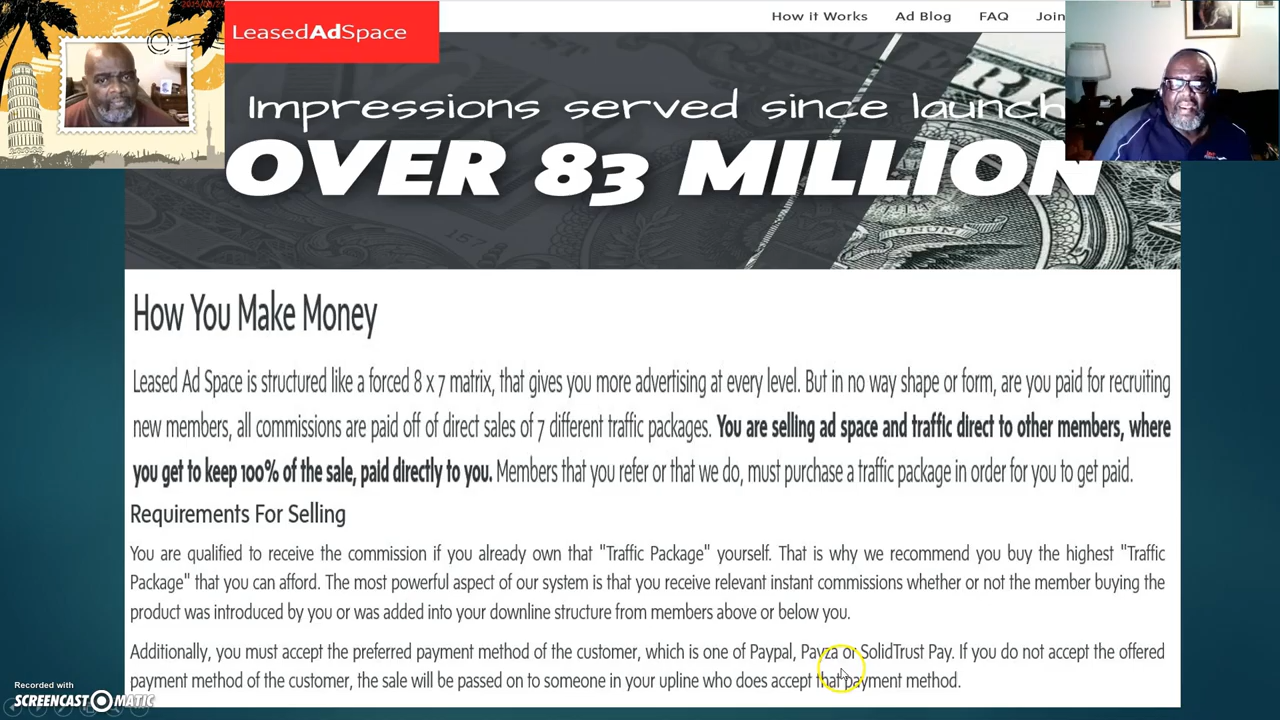 LeasedAdSpace
How it Works Ad Blog FAQ Join
Impressions served since launch
OVER 83 MILLION
How You Make Money
Leased Ad Space is structured like a forced 8 x 7 matrix, that gives you more advertising at every level. But in no way shape or form, are you paid for recruiting
new members, all commissions are paid off of direct sales of 7 different traffic packages. You are selling ad space and traffic direct to other members, where
you get to keep 100% of the sale, paid directly to you. Members that you refer or that we do, must purchase a traffic package in order for you to get paid.
Requirements For Selling
You are qualified to receive the commission if you already own that "Traffic Package" yourself. That is why we recommend you buy the highest "Traffic
Package" that you can afford. The most powerful aspect of our system is that you receive relevant instant commissions whether or not the member buying the
product was introduced by you or was added into your downline structure from members above or below you.
Additionally, you must accept the preferred payment method of the customer, which is one of Paypal, Payza or SolidTrust Pay. If you do not accept the offered
payment method of the customer, the sale will be passed on to someone in your upline who does accept that payment method.
Recorded with
SCREENCAST MATIC